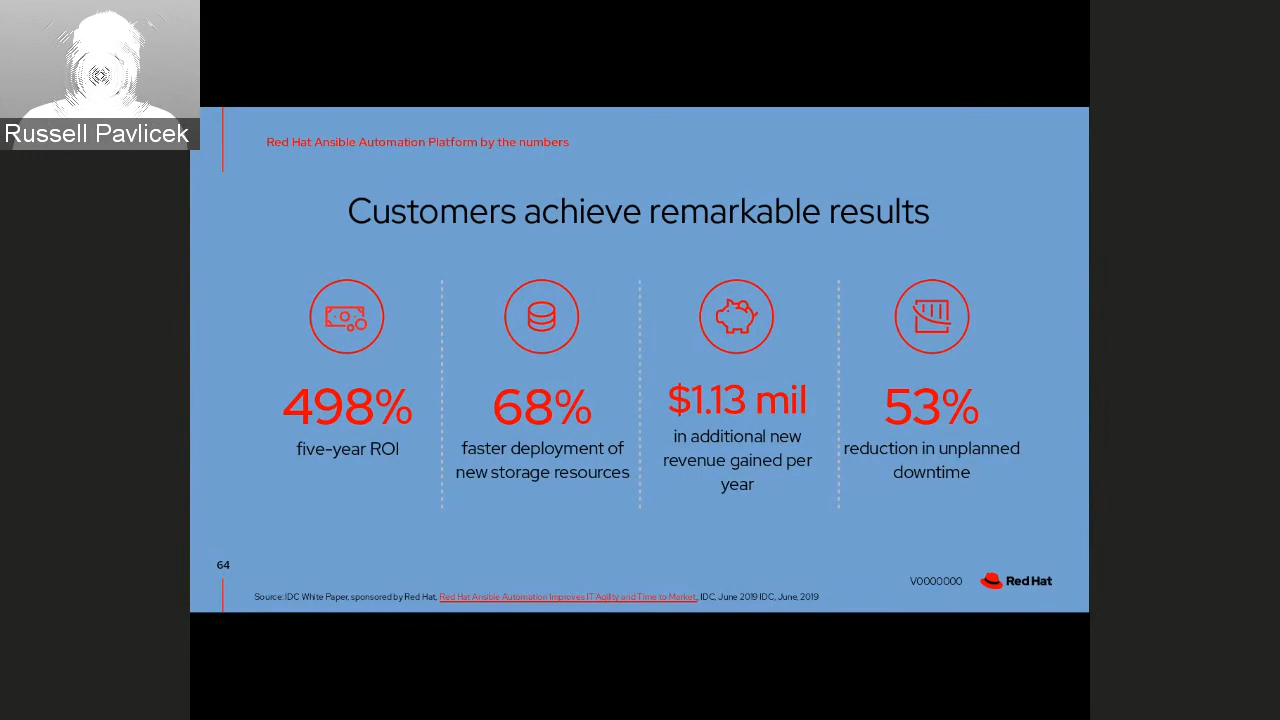 Russell Pavlicek
Red Hat Ansible Automation Platform by the numbers
Customers achieve remarkable results
498%
five-year ROI
68%
faster deployment of
new storage resources
$1.13 mil
in additional new
revenue gained per
year
53%
reduction in unplanned
downtime
64
V0000000
Red Hat
Source: IDC White Paper, sponsored by Red Hat, Red Hat Ansible Automation Improves IT Agility and Time to Market, IDC, June 2019 IDC, June, 2019